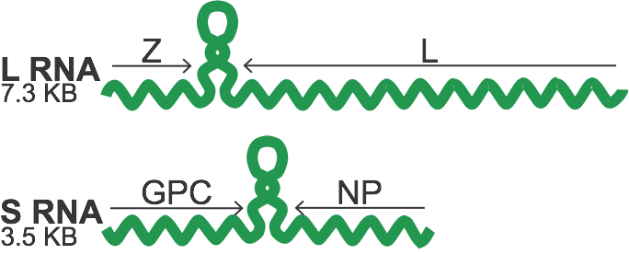 Z L
L RNA
7.3 KB
GPC NP
S RNA
3.5 KB